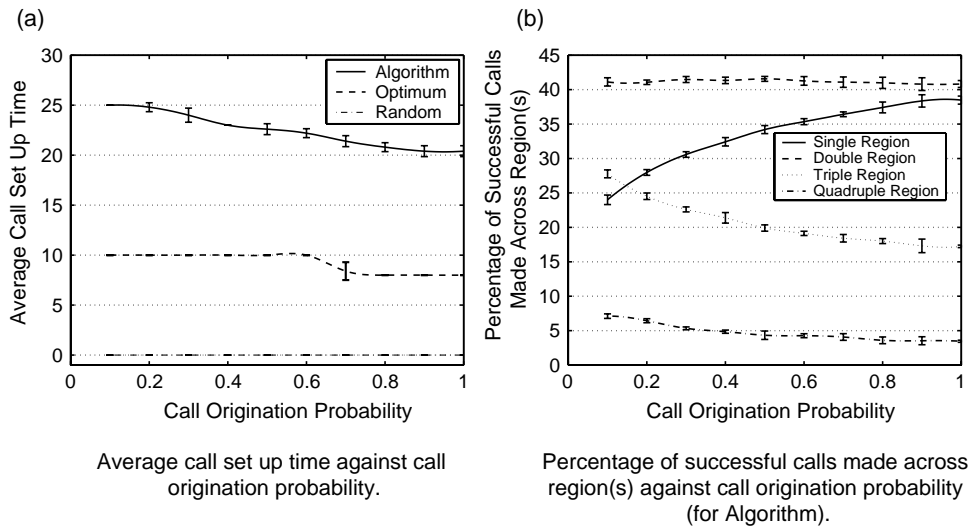 (a)
30
25
20
15
10
5
0
0
0.2
0.4
0.6
0.8
1
Average Call Set Up Time
Call Origination Probability
Algorithm
Optimum
Random
Average call set up time against call
origination probability.
(b)
45
40
35
30
25
20
15
10
5
0
0
0.2
0.4
0.6
0.8
1
Percentage of Successful Calls
Made Across Region(s)
Call Origination Probability
Single Region
Double Region
Triple Region
Quadruple Region
Percentage of successful calls made across
region(s) against call origination probability
(for Algorithm).